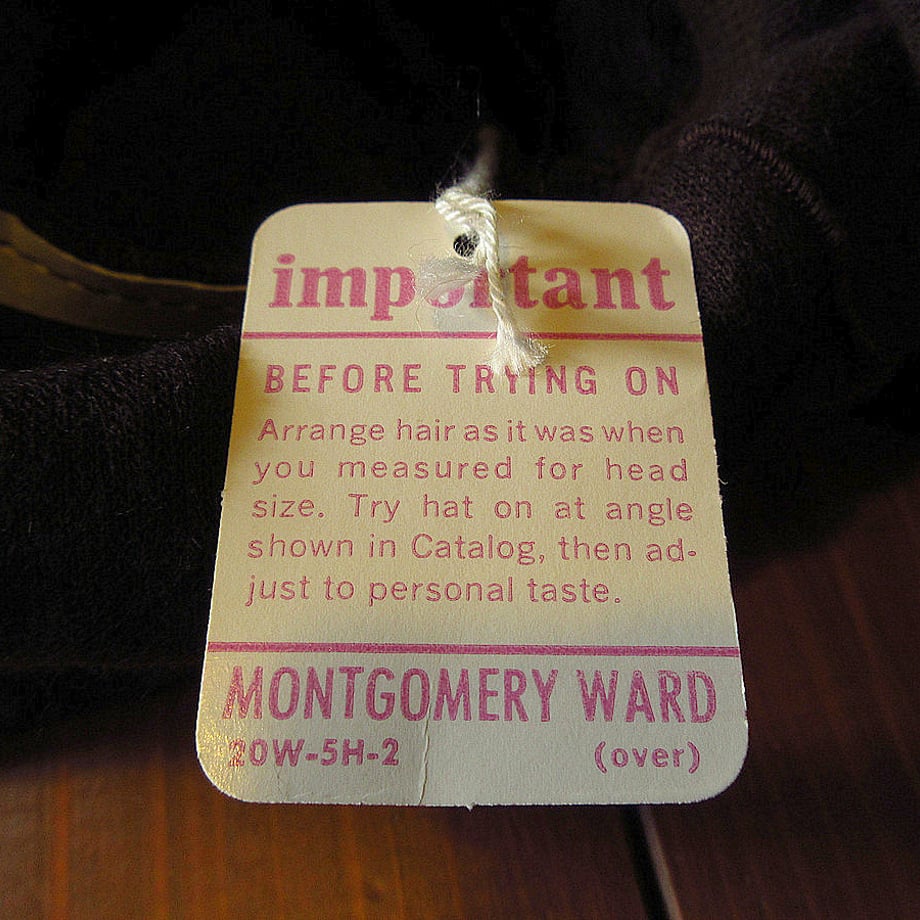 important
BEFORE TRYING ON
Arrange hair as it was when
you measured for head
size. Try hat on at angle
shown in Catalog, then ad-
just to personal taste.
MONTGOMERY WARD
20W-5H-2 (over)